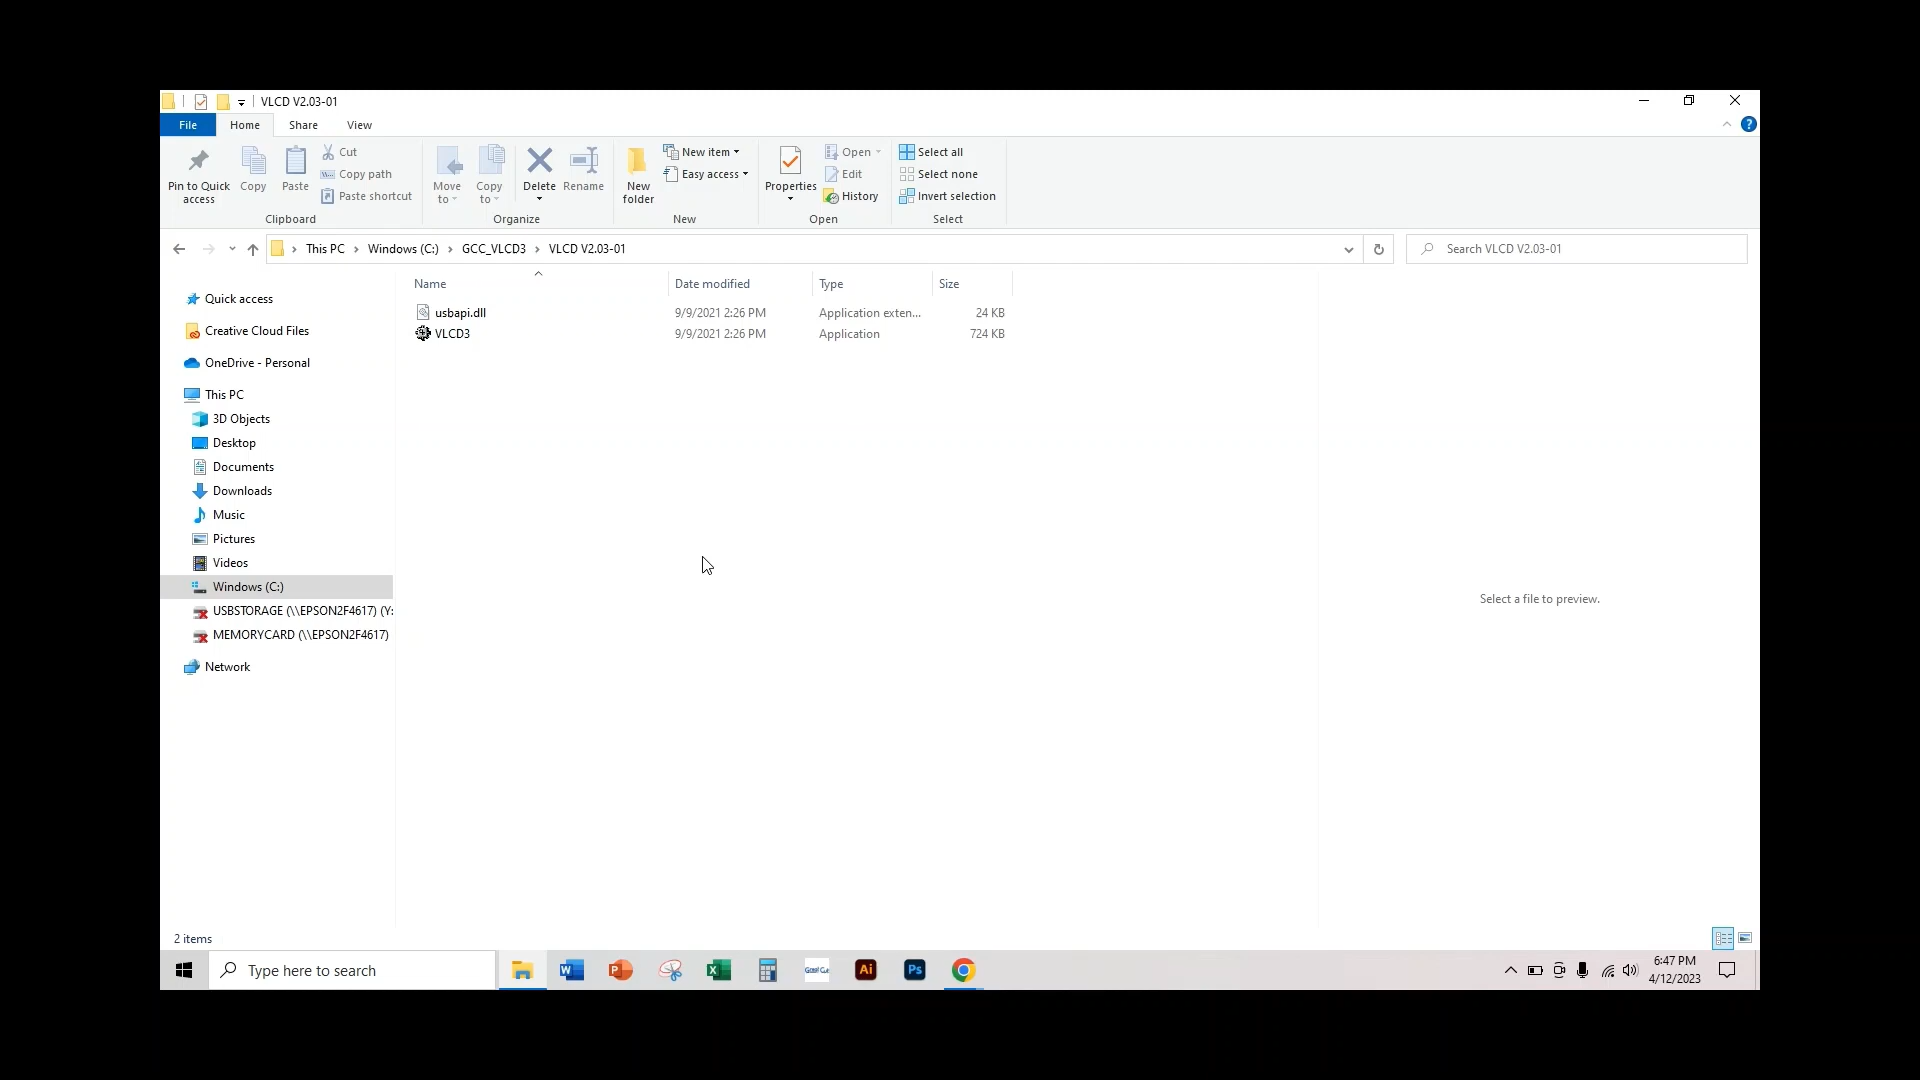 VLCD V2.03-01
File Home Share View
Pin to Quick access
Copy
Paste
Cut
Copy path
Paste shortcut
Clipboard
Move to
Copy to
Delete
Rename
Organize
New folder
New item
Easy access
New
Properties
Open
Edit
History
Open
Select all
Select none
Invert selection
Select
This PC > Windows (C:) > GCC_VLCD3 > VLCD V2.03-01
Search VLCD V2.03-01
Quick access
Creative Cloud Files
OneDrive - Personal
This PC
3D Objects
Desktop
Documents
Downloads
Music
Pictures
Videos
Windows (C:)
USBSTORAGE (\\EPSON2F4617) (Y:
MEMORYCARD (\\EPSON2F4617)
Network
Name Date modified Type Size
usbapi.dll 9/9/2021 2:26 PM Application exten... 24 KB
VLCD3 9/9/2021 2:26 PM Application 724 KB
Select a file to preview.
2 items
Type here to search
W
P
X
Ai
Ps
6:47 PM
4/12/2023